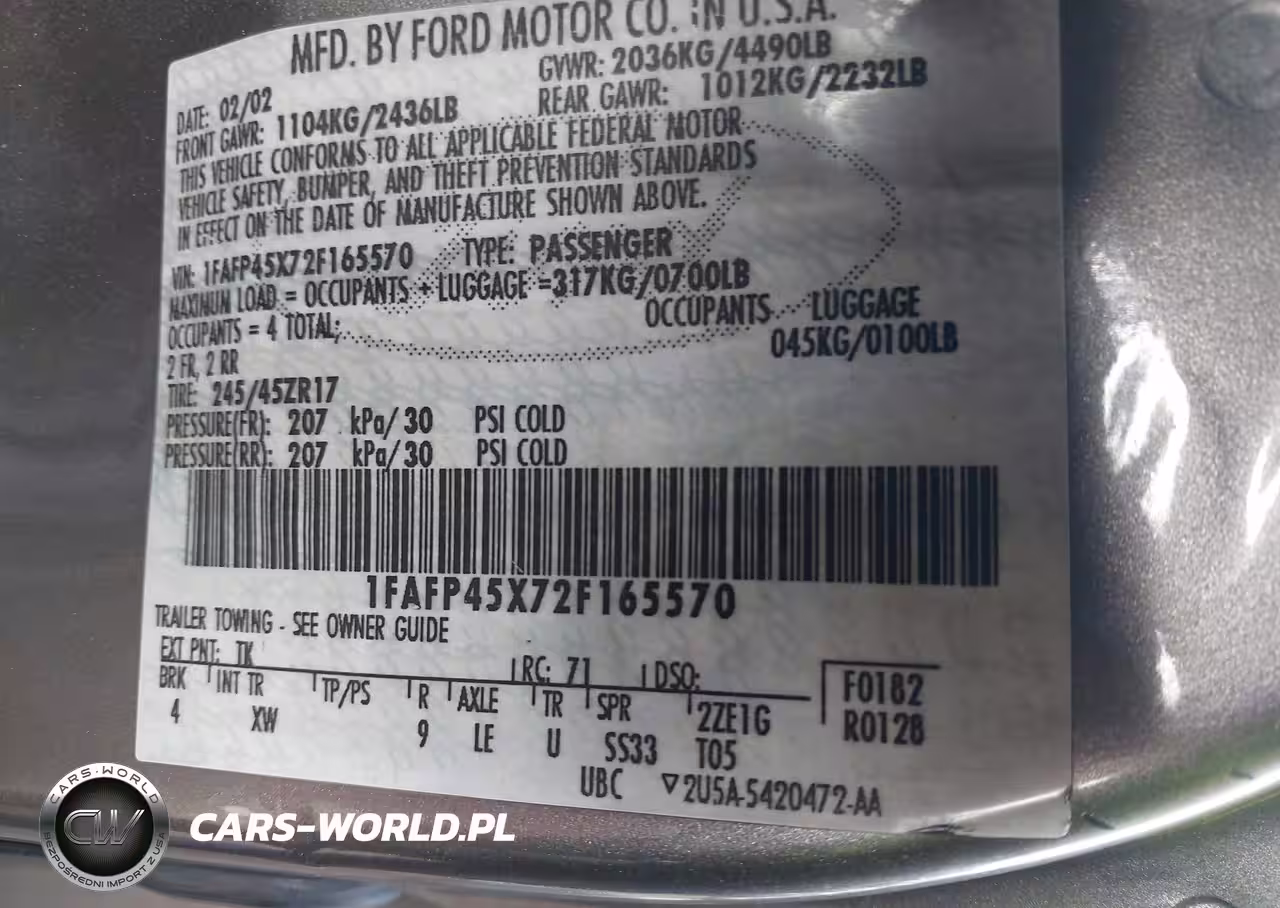 MFD. BY FORD MOTOR CO. IN U.S.A.
DATE: 02/02 GVWR: 2036KG/4490LB
FRONT GAWR: 1104KG/2436LB REAR GAWR: 1012KG/2232LB
THIS VEHICLE CONFORMS TO ALL APPLICABLE FEDERAL MOTOR
VEHICLE SAFETY, BUMPER, AND THEFT PREVENTION STANDARDS
IN EFFECT ON THE DATE OF MANUFACTURE SHOWN ABOVE.
VIN: 1FAFP45X72F165570 TYPE: PASSENGER
MAXIMUM LOAD = OCCUPANTS + LUGGAGE =317KG/0700LB
OCCUPANTS = 4 TOTAL; OCCUPANTS LUGGAGE
2 FR, 2 RR 045KG/0100LB
TIRE: 245/45ZR17
PRESSURE(FR): 207 kPa/ 30 PSI COLD
PRESSURE(RR): 207 kPa/ 30 PSI COLD
1FAFP45X72F165570
TRAILER TOWING - SEE OWNER GUIDE
EXT PNT: TK RC: 71 DSO: F0182
BRK INT TR TP/PS R AXLE TR SPR 2ZE1G R0128
4 XW 9 LE U SS33 T05
UBC ▽2U5A-5420472-AA
CARS-WORLD
CW
BEZPOŚREDNI IMPORT Z USA
CARS-WORLD.PL